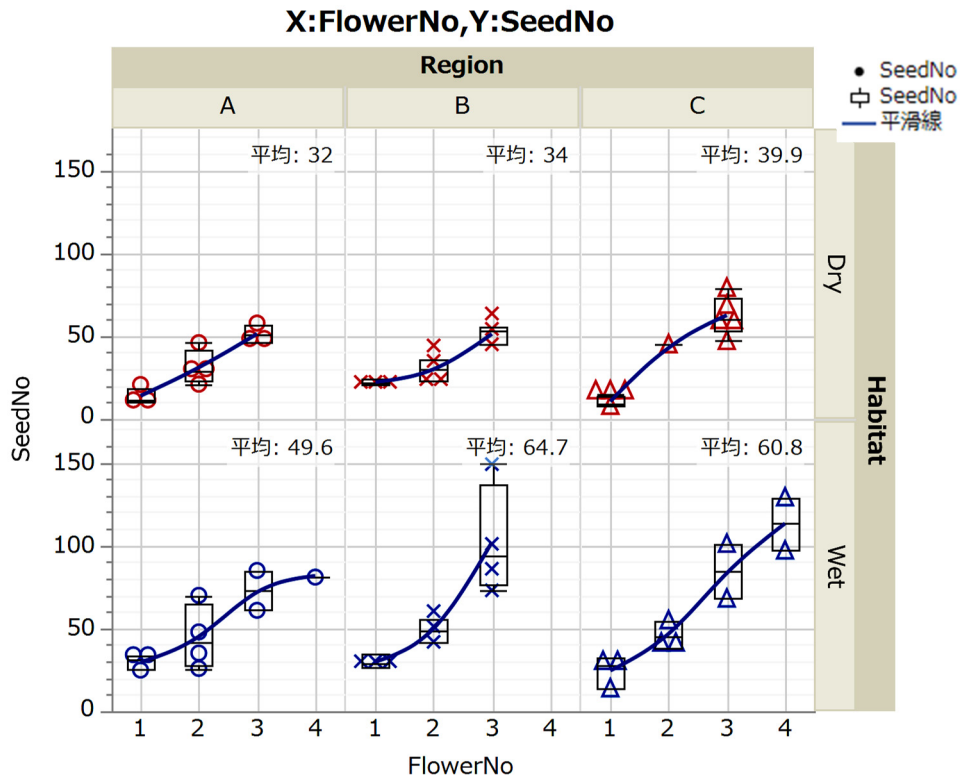 X:FlowerNo,Y:SeedNo
Region
A B C
SeedNo
SeedNo
平滑線
平均: 32
平均: 34
平均: 39.9
150
100
50
0
Dry
平均: 49.6
平均: 64.7
平均: 60.8
150
100
50
0
Wet
SeedNo
Habitat
1 2 3 4 1 2 3 4 1 2 3 4
FlowerNo